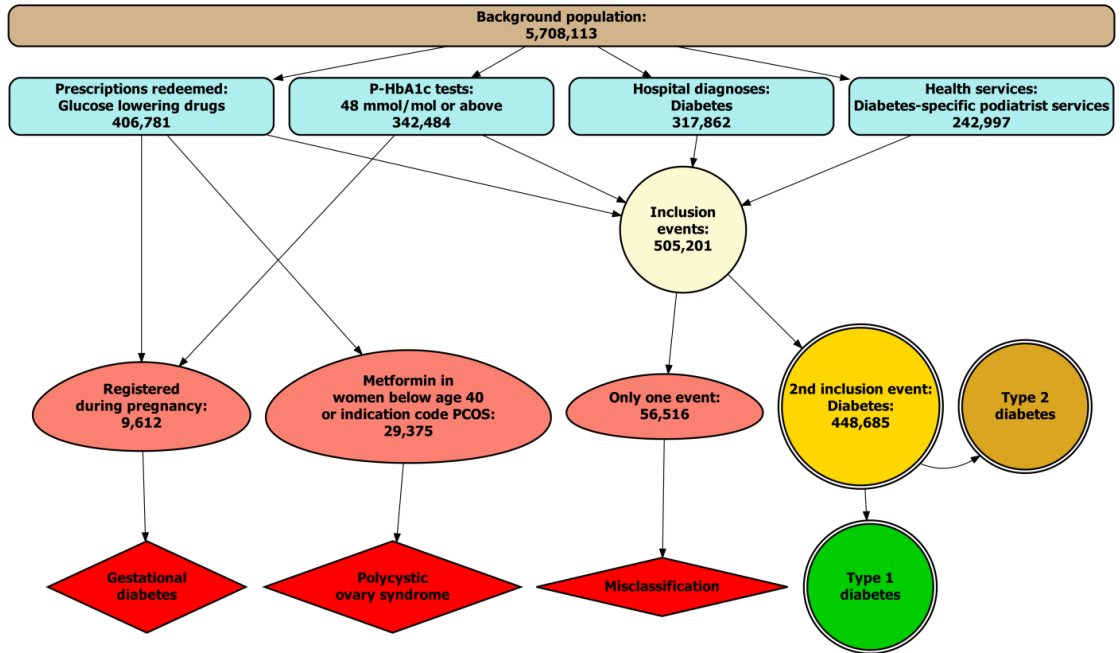 Background population:
5,708,113
Prescriptions redeemed:
Glucose lowering drugs
406,781
P-HbA1c tests:
48 mmol/mol or above
342,484
Hospital diagnoses:
Diabetes
317,862
Health services:
Diabetes-specific podiatrist services
242,997
Inclusion
events:
505,201
Registered
during pregnancy:
9,612
Metformin in
women below age 40
or indication code PCOS:
29,375
Only one event:
56,516
2nd inclusion event:
Diabetes:
448,685
Type 2
diabetes
Gestational
diabetes
Polycystic
ovary syndrome
Misclassification
Type 1
diabetes